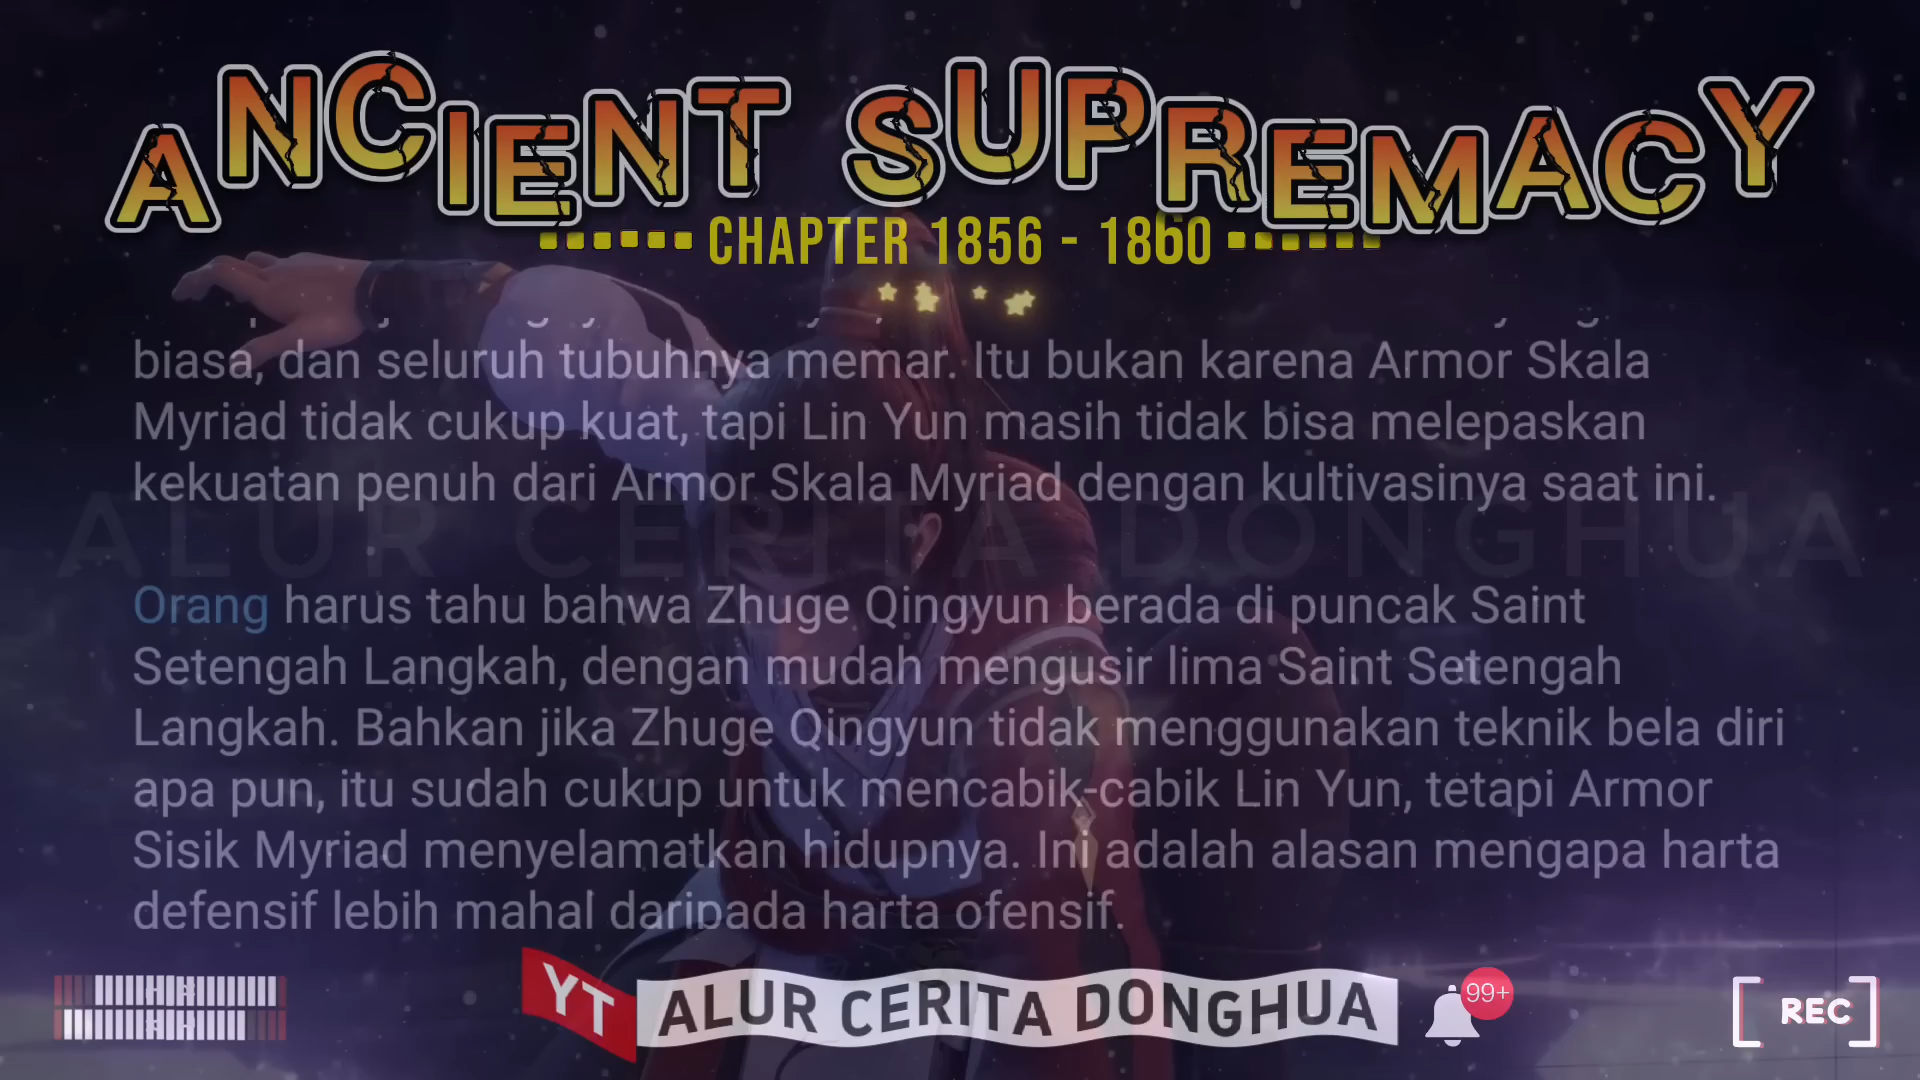 ANCIENT SUPREMACY
CHAPTER 1856 - 1860
biasa, dan seluruh tubuhnya memar. Itu bukan karena Armor Skala
Myriad tidak cukup kuat, tapi Lin Yun masih tidak bisa melepaskan
kekuatan penuh dari Armor Skala Myriad dengan kultivasinya saat ini.
ALUR CERITA DONGHUA
Orang harus tahu bahwa Zhuge Qingyun berada di puncak Saint
Setengah Langkah, dengan mudah mengusir lima Saint Setengah
Langkah. Bahkan jika Zhuge Qingyun tidak menggunakan teknik bela diri
apa pun, itu sudah cukup untuk mencabik-cabik Lin Yun, tetapi Armor
Sisik Myriad menyelamatkan hidupnya. Ini adalah alasan mengapa harta
defensif lebih mahal daripada harta ofensif.
YT ALUR CERITA DONGHUA
99+
REC